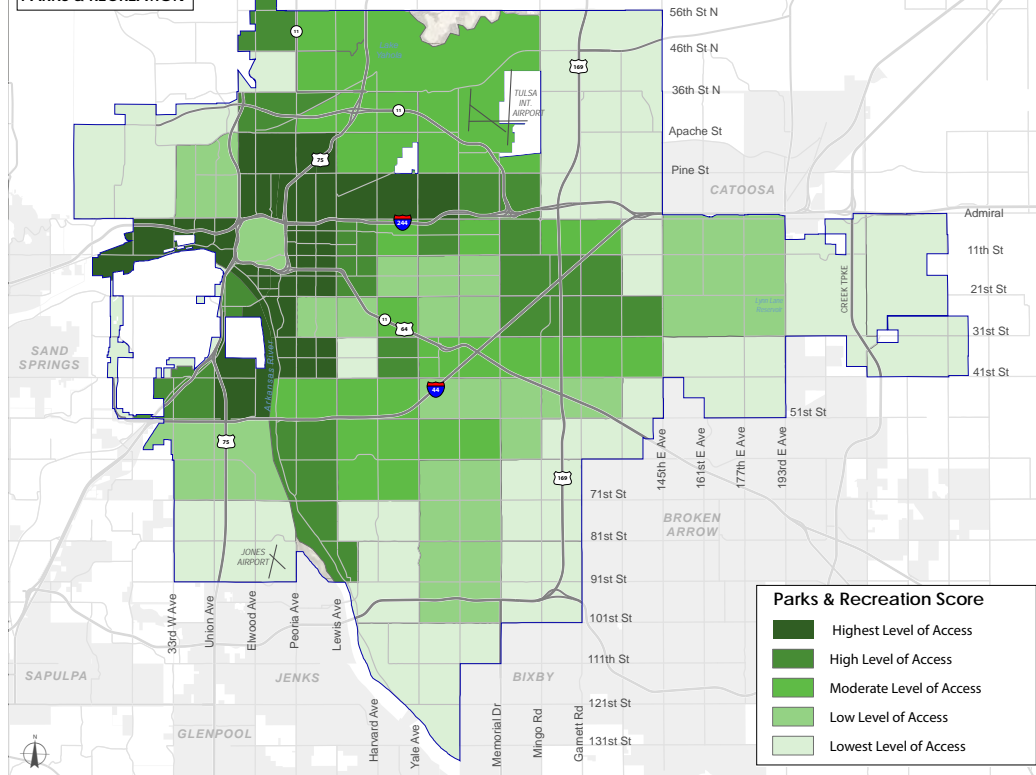 PARKS & RECREATION
56th St N
11
46th St N
169
36th St N
TULSA
INT.
AIRPORT
11
Apache St
75
Pine St
CATOOSA
244
Admiral
11th St
CREEK TPKE
21st St
Lynn Lane
Reservoir
11
64
31st St
SAND
SPRINGS
Arkansas River
41st St
44
51st St
75
145th E Ave
161st E Ave
177th E Ave
193rd E Ave
169
71st St
BROKEN
ARROW
81st St
JONES
AIRPORT
91st St
33rd W Ave
Union Ave
Elwood Ave
Peoria Ave
Lewis Ave
101st St
111th St
SAPULPA
JENKS
BIXBY
121st St
Harvard Ave
Yale Ave
Memorial Dr
Mingo Rd
Garnett Rd
GLENPOOL
131st St
N
Parks & Recreation Score
Highest Level of Access
High Level of Access
Moderate Level of Access
Low Level of Access
Lowest Level of Access